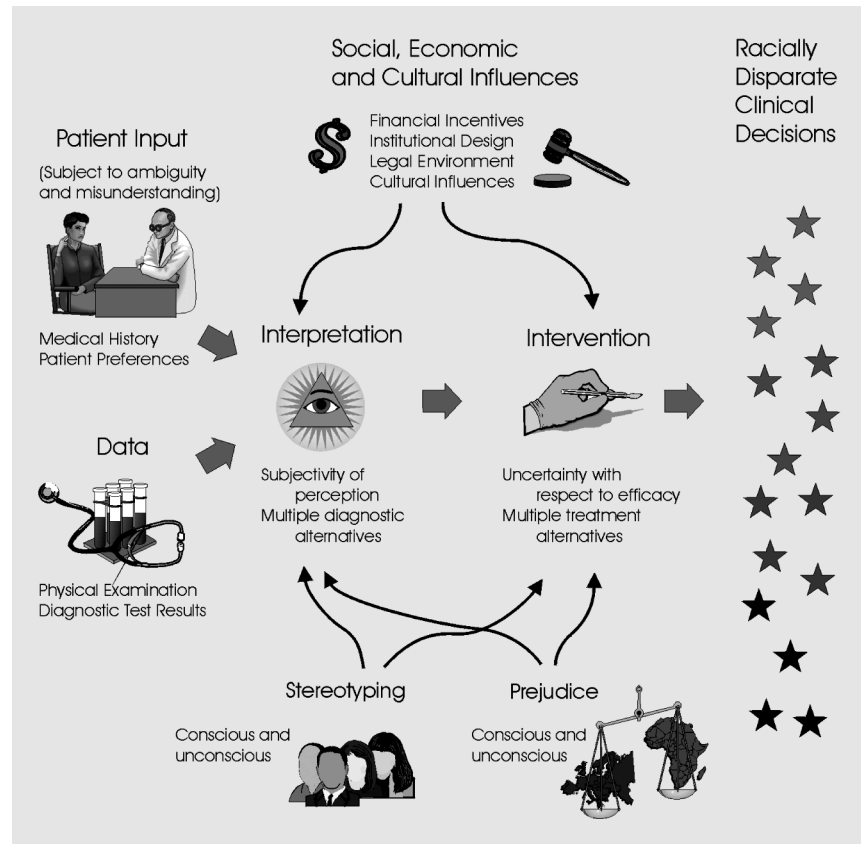 Social, Economic
and Cultural Influences
Financial Incentives
Institutional Design
Legal Environment
Cultural Influences
Racially
Disparate
Clinical
Decisions
Patient Input
(Subject to ambiguity
and misunderstanding)
Medical History
Patient Preferences
Data
Physical Examination
Diagnostic Test Results
Interpretation
Subjectivity of
perception
Multiple diagnostic
alternatives
Intervention
Uncertainty with
respect to efficacy
Multiple treatment
alternatives
Stereotyping
Conscious and
unconscious
Prejudice
Conscious and
unconscious